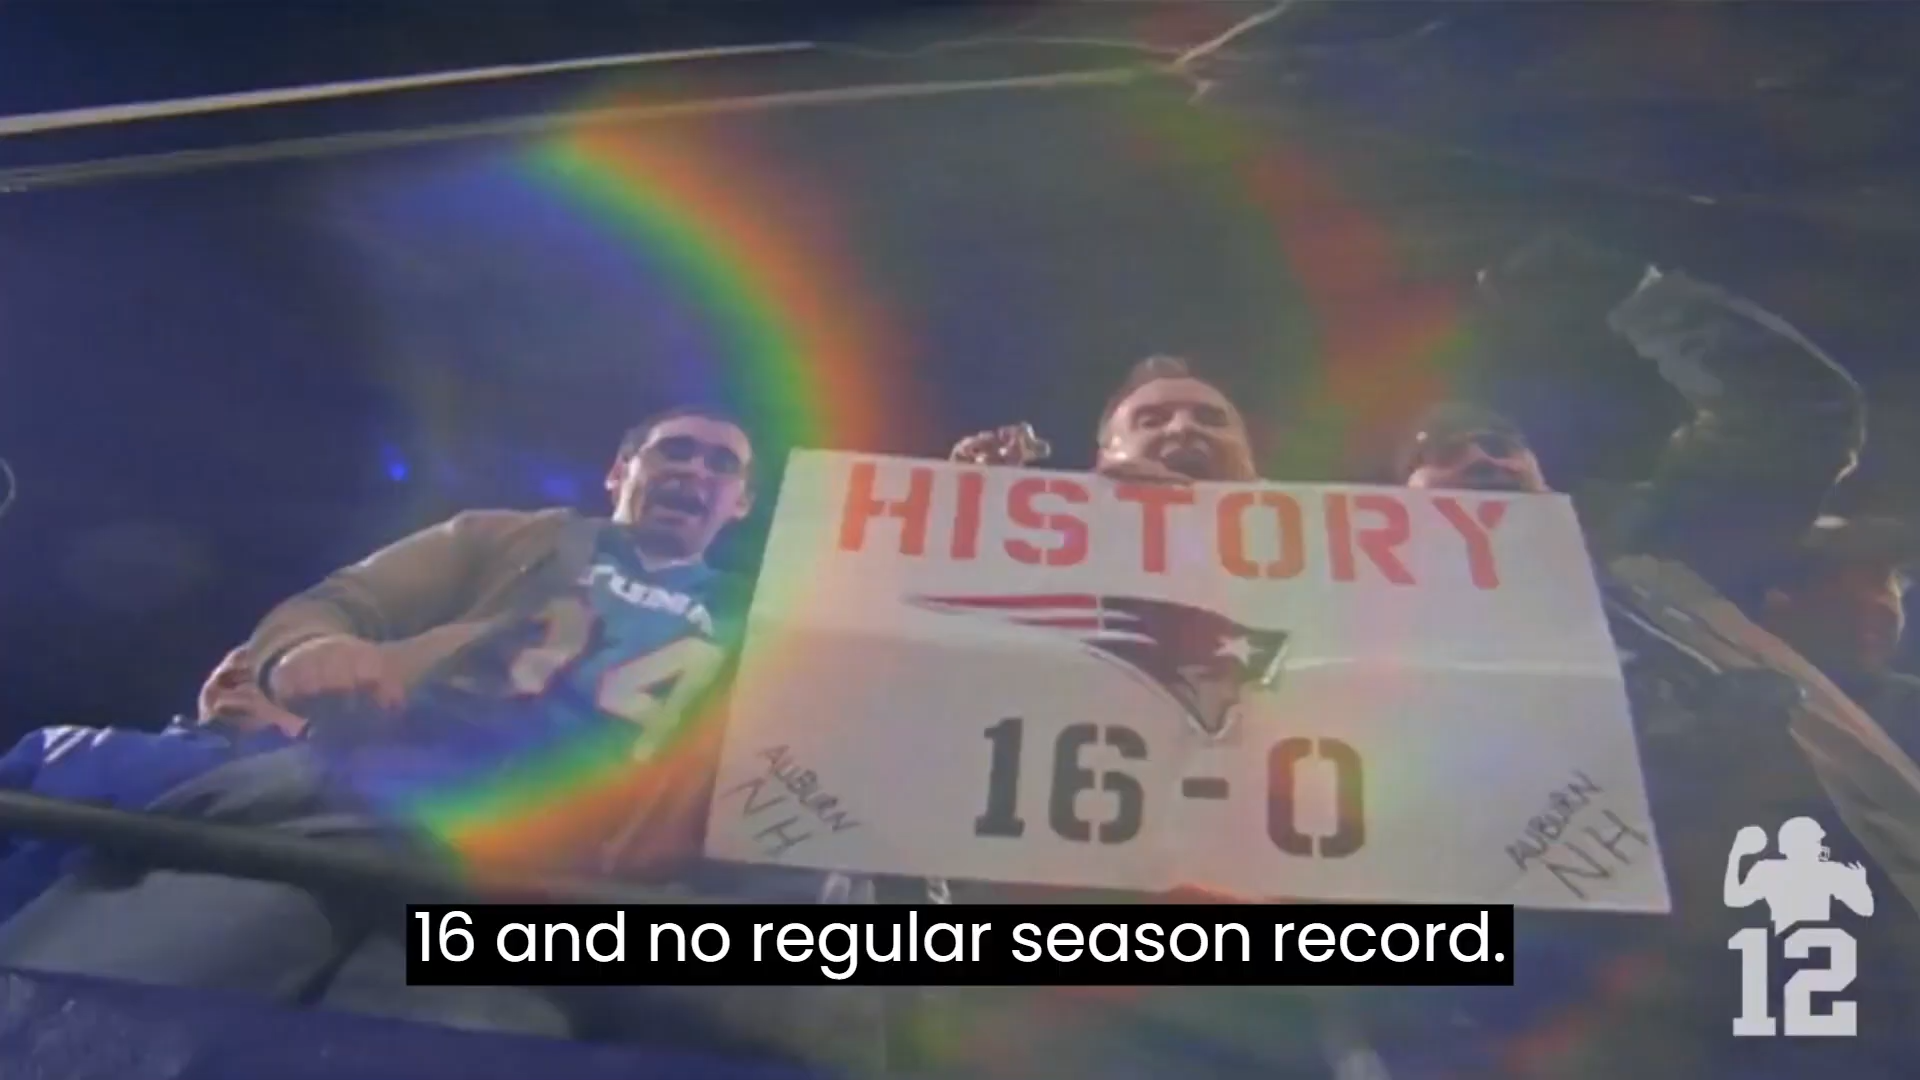 HISTORY
16-0
AUBURN
NH
AUBURN
NH
16 and no regular season record.
12